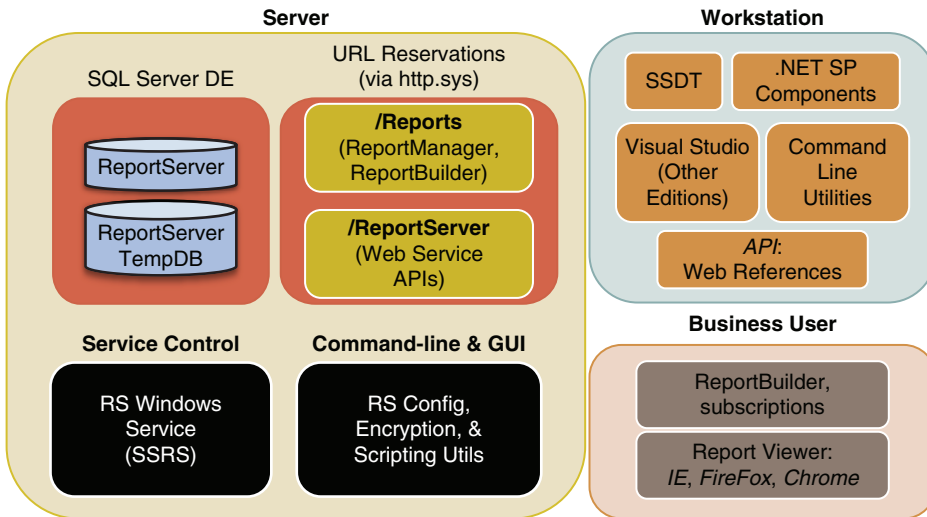 Server
SQL Server DE
ReportServer
ReportServer
TempDB
URL Reservations
(via http.sys)
/Reports
(ReportManager,
ReportBuilder)
/ReportServer
(Web Service
APIs)
Service Control
RS Windows
Service
(SSRS)
Command-line & GUI
RS Config,
Encryption, &
Scripting Utils
Workstation
SSDT
.NET SP
Components
Visual Studio
(Other
Editions)
Command
Line
Utilities
API:
Web References
Business User
ReportBuilder,
subscriptions
Report Viewer:
IE, FireFox, Chrome